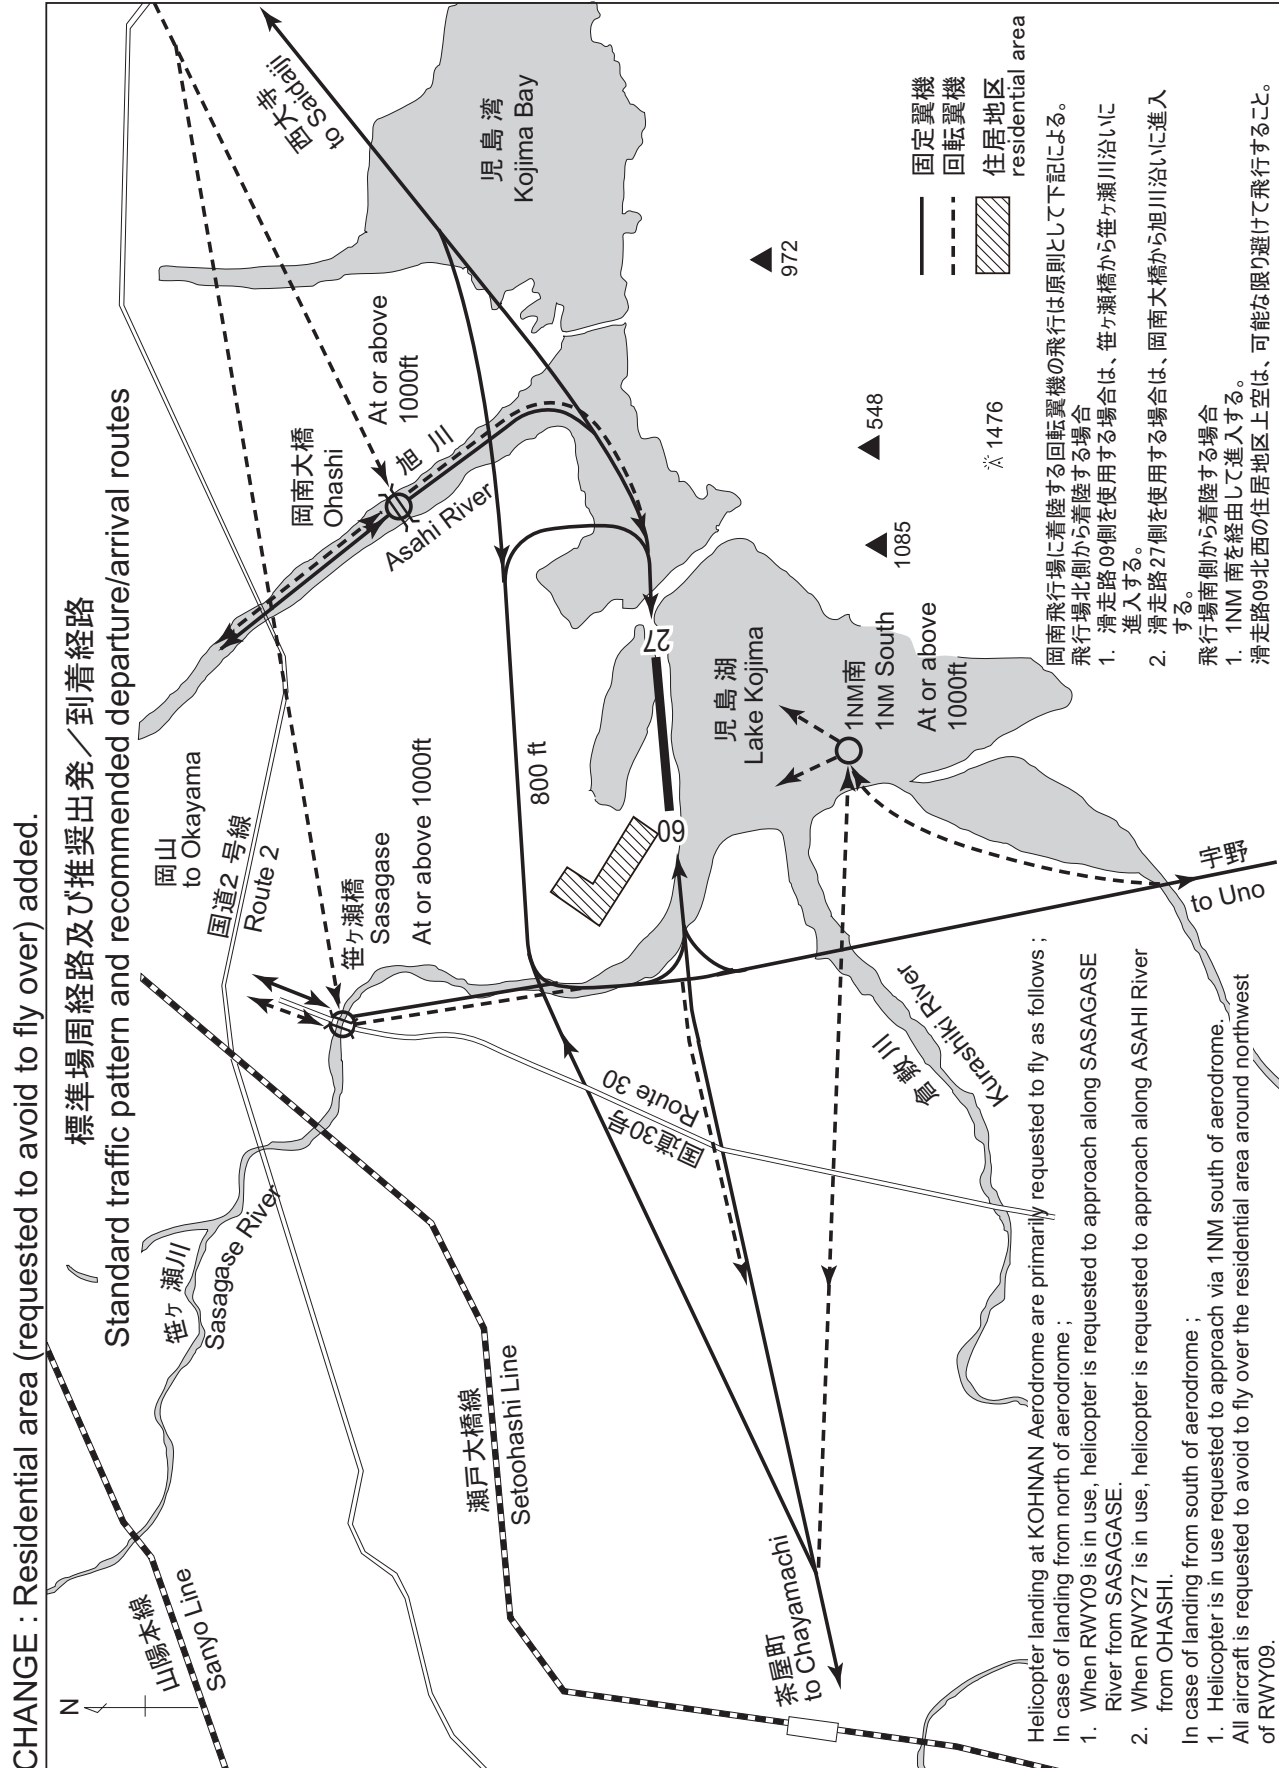 CHANGE : Residential area (requested to avoid to fly over) added.
標準場周経路及び推奨出発／到着経路
Standard traffic pattern and recommended departure/arrival routes
N
山陽本線
Sanyo Line
笹ヶ瀬川
Sasagase River
岡山
to Okayama
国道2号線
Route 2
西大寺
to Saidaiji
笹ヶ瀬橋
Sasagase
At or above 1000ft
岡南大橋
Ohashi
At or above
1000ft
旭川
Asahi River
児島湾
Kojima Bay
瀬戸大橋線
Setoohashi Line
国道30号
Route 30
800 ft
09
27
児島湖
Lake Kojima
1NM南
1NM South
At or above
1000ft
倉敷川
Kurashiki River
宇野
to Uno
茶屋町
to Chayamachi
972
548
1085
1476
固定翼機
回転翼機
住居地区
residential area
Helicopter landing at KOHNAN Aerodrome are primarily requested to fly as follows ;
In case of landing from north of aerodrome ;
1. When RWY09 is in use, helicopter is requested to approach along SASAGASE
River from SASAGASE.
2. When RWY27 is in use, helicopter is requested to approach along ASAHI River
from OHASHI.
In case of landing from south of aerodrome ;
1. Helicopter is in use requested to approach via 1NM south of aerodrome.
All aircraft is requested to avoid to fly over the residential area around northwest
of RWY09.
岡南飛行場に着陸する回転翼機の飛行は原則として下記による。
飛行場北側から着陸する場合
1. 滑走路09側を使用する場合は、笹ヶ瀬橋から笹ヶ瀬川沿いに
進入する。
2. 滑走路27側を使用する場合は、岡南大橋から旭川沿いに進入
する。
飛行場南側から着陸する場合
1. 1NM 南を経由して進入する。
滑走路09北西の住居地区上空は、可能な限り避けて飛行すること。